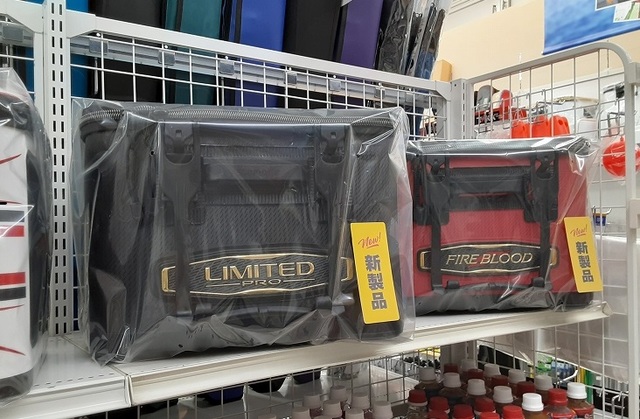 LIMITED
PRO
New!
新製品
FIRE BLOOD
New!
新製品